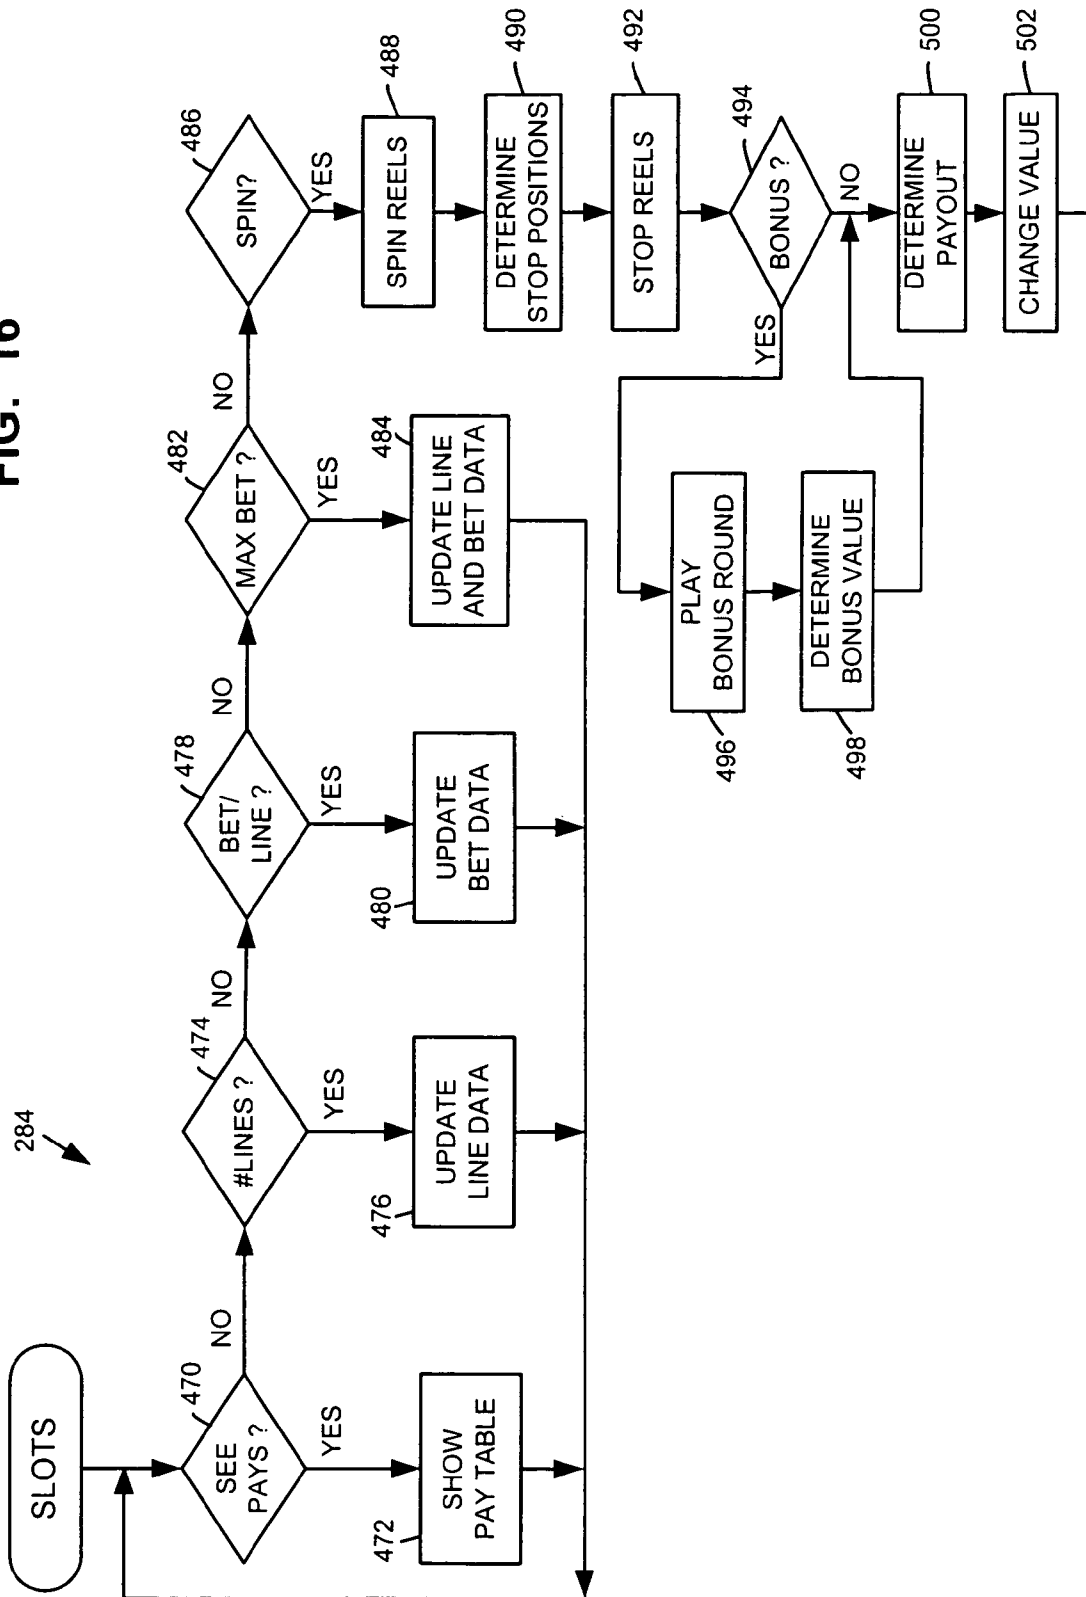 FIG. 16
284
SLOTS
470
SEE
PAYS ?
NO
YES
472
SHOW
PAY TABLE
474
#LINES ?
NO
YES
476
UPDATE
LINE DATA
478
BET/
LINE ?
NO
YES
480
UPDATE
BET DATA
482
MAX BET ?
NO
YES
484
UPDATE LINE
AND BET DATA
486
SPIN?
YES
488
SPIN REELS
490
DETERMINE
STOP POSITIONS
492
STOP REELS
494
BONUS ?
YES
NO
496
PLAY
BONUS ROUND
498
DETERMINE
BONUS VALUE
500
DETERMINE
PAYOUT
502
CHANGE VALUE